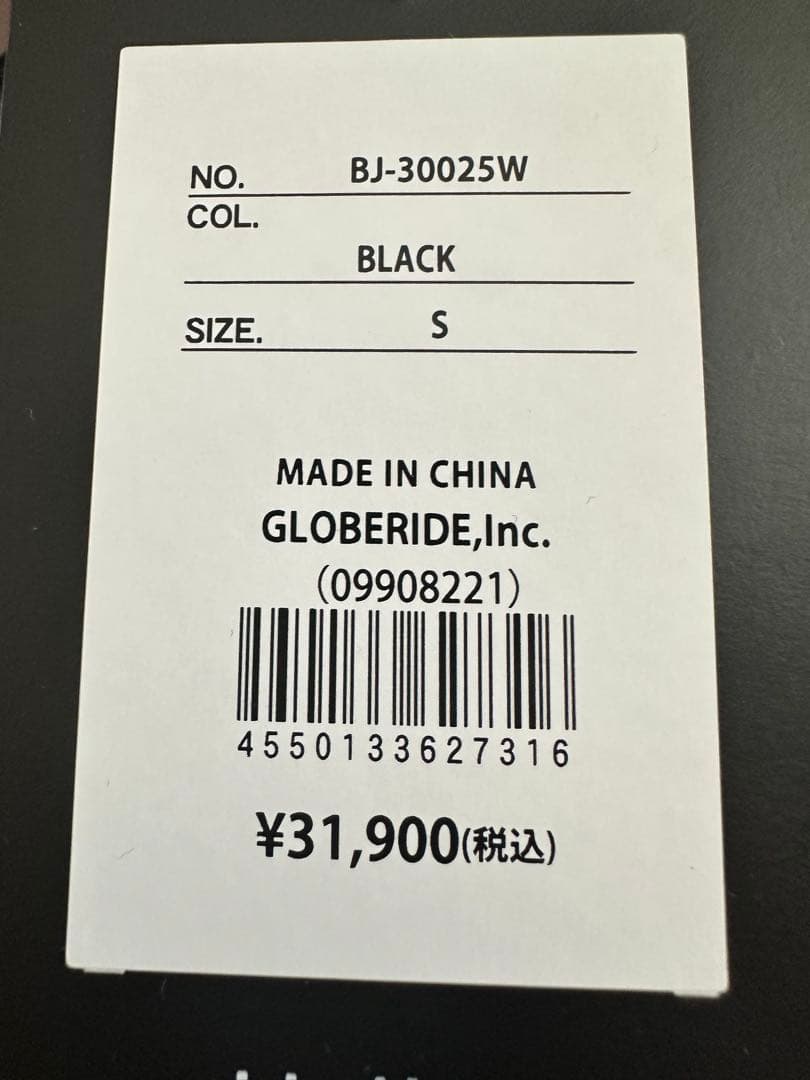 NO. BJ-30025W
COL.
BLACK
SIZE. S
MADE IN CHINA
GLOBERIDE,Inc.
(09908221)
4550133627316
¥31,900(税込)